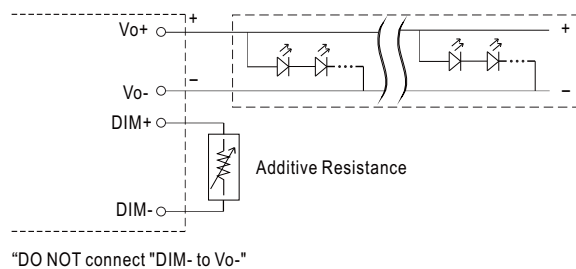 Vo+
+
+
Vo-
−
−
DIM+
Additive Resistance
DIM-
“DO NOT connect "DIM- to Vo-"